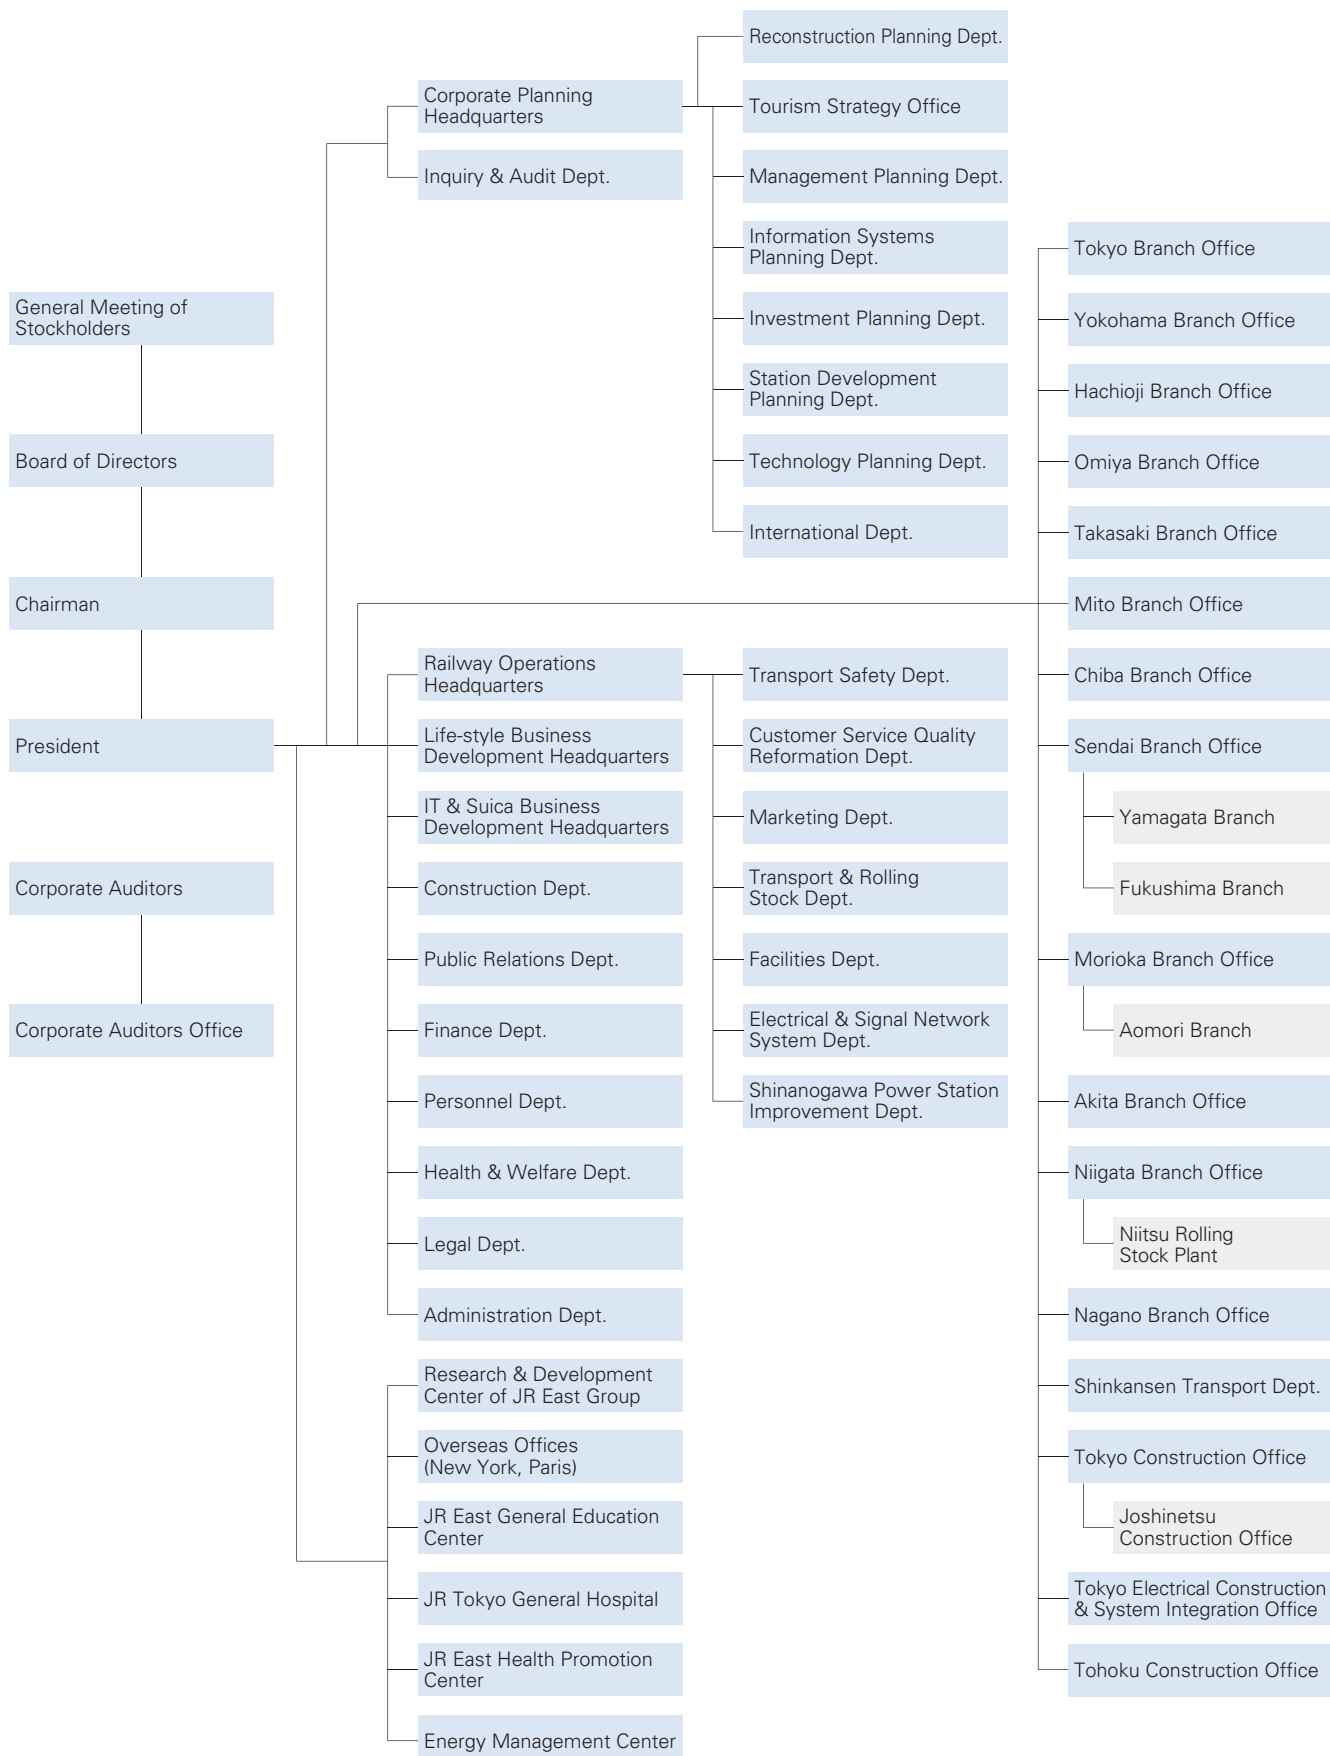 General Meeting of
Stockholders
Board of Directors
Chairman
President
Corporate Auditors
Corporate Auditors Office
Corporate Planning
Headquarters
Inquiry & Audit Dept.
Railway Operations
Headquarters
Life-style Business
Development Headquarters
IT & Suica Business
Development Headquarters
Construction Dept.
Public Relations Dept.
Finance Dept.
Personnel Dept.
Health & Welfare Dept.
Legal Dept.
Administration Dept.
Research & Development
Center of JR East Group
Overseas Offices
(New York, Paris)
JR East General Education
Center
JR Tokyo General Hospital
JR East Health Promotion
Center
Energy Management Center
Reconstruction Planning Dept.
Tourism Strategy Office
Management Planning Dept.
Information Systems
Planning Dept.
Investment Planning Dept.
Station Development
Planning Dept.
Technology Planning Dept.
International Dept.
Transport Safety Dept.
Customer Service Quality
Reformation Dept.
Marketing Dept.
Transport & Rolling
Stock Dept.
Facilities Dept.
Electrical & Signal Network
System Dept.
Shinanogawa Power Station
Improvement Dept.
Tokyo Branch Office
Yokohama Branch Office
Hachioji Branch Office
Omiya Branch Office
Takasaki Branch Office
Mito Branch Office
Chiba Branch Office
Sendai Branch Office
Yamagata Branch
Fukushima Branch
Morioka Branch Office
Aomori Branch
Akita Branch Office
Niigata Branch Office
Niitsu Rolling
Stock Plant
Nagano Branch Office
Shinkansen Transport Dept.
Tokyo Construction Office
Joshinetsu
Construction Office
Tokyo Electrical Construction
& System Integration Office
Tohoku Construction Office